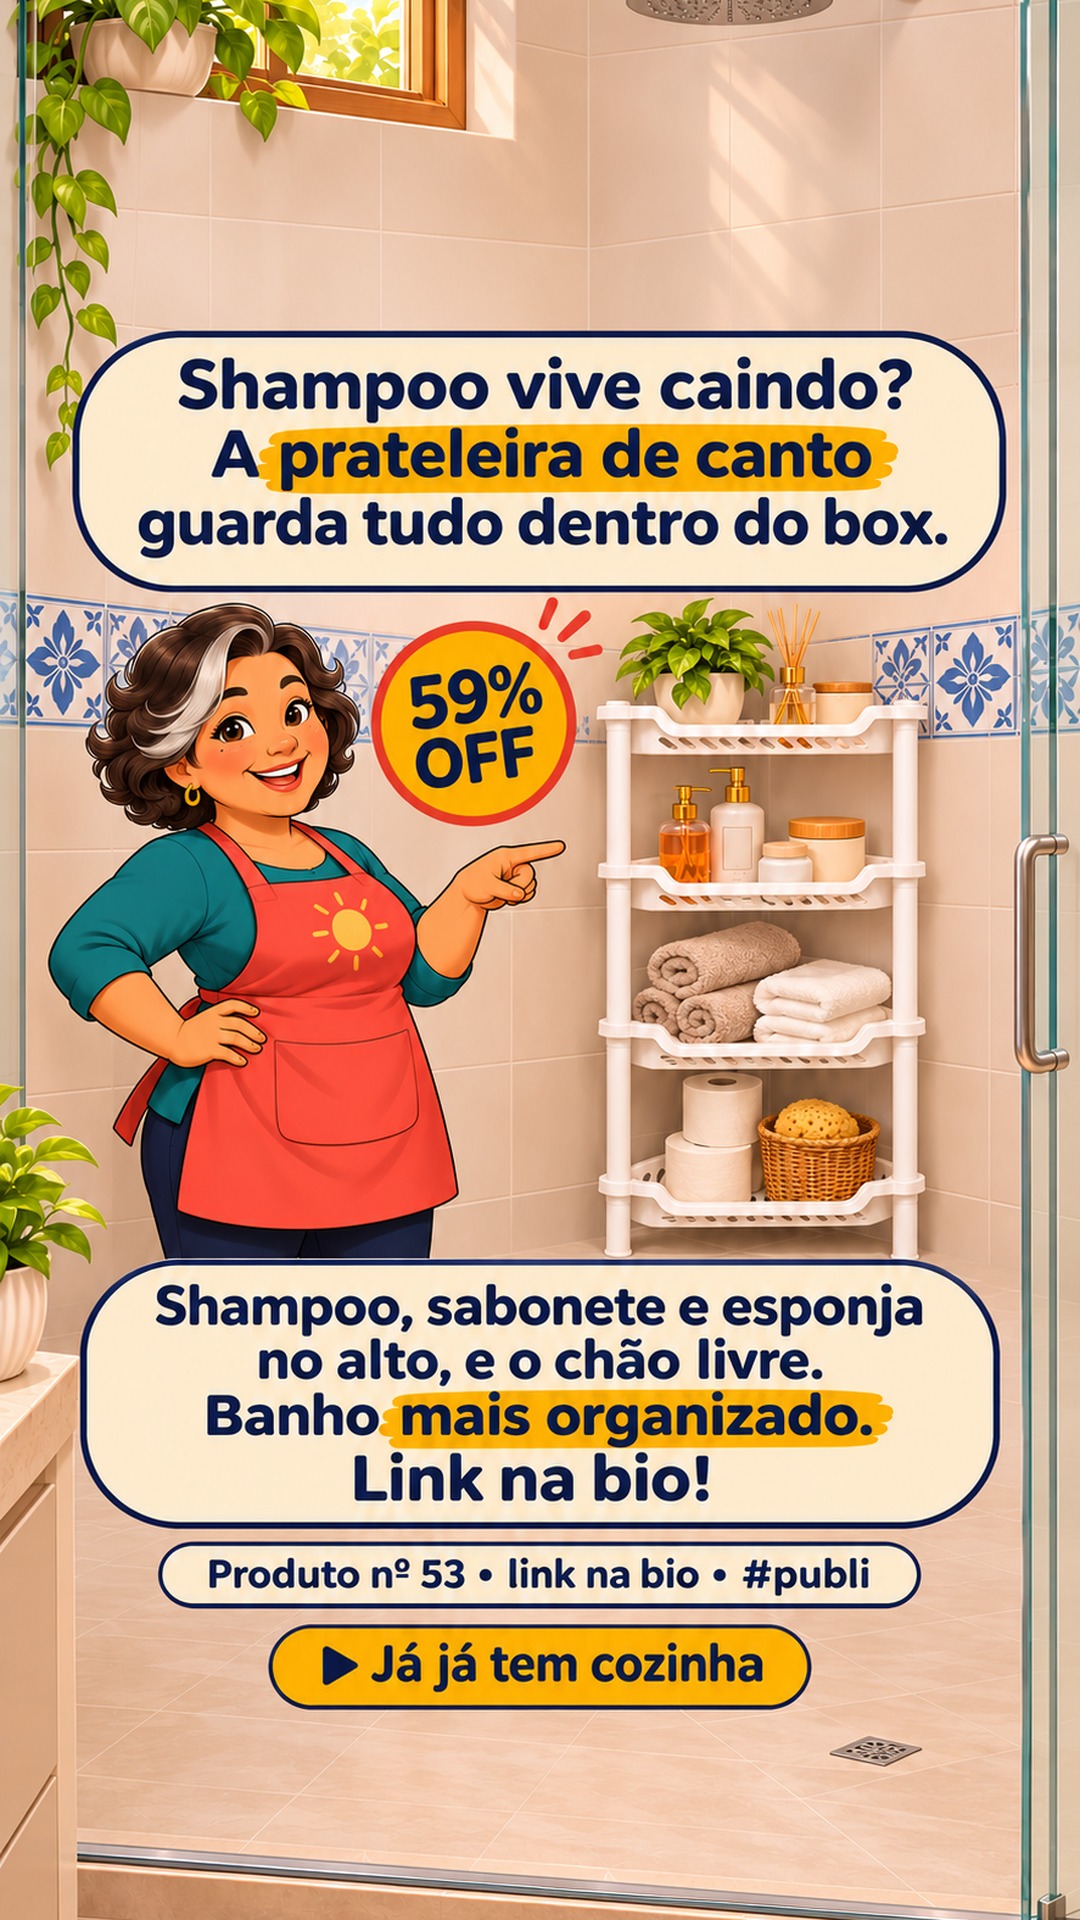 Shampoo vive caindo?
A prateleira de canto
guarda tudo dentro do box.
59%
OFF
Shampoo, sabonete e esponja
no alto, e o chão livre.
Banho mais organizado.
Link na bio!
Produto nº 53 • link na bio • #publi
▶ Já já tem cozinha